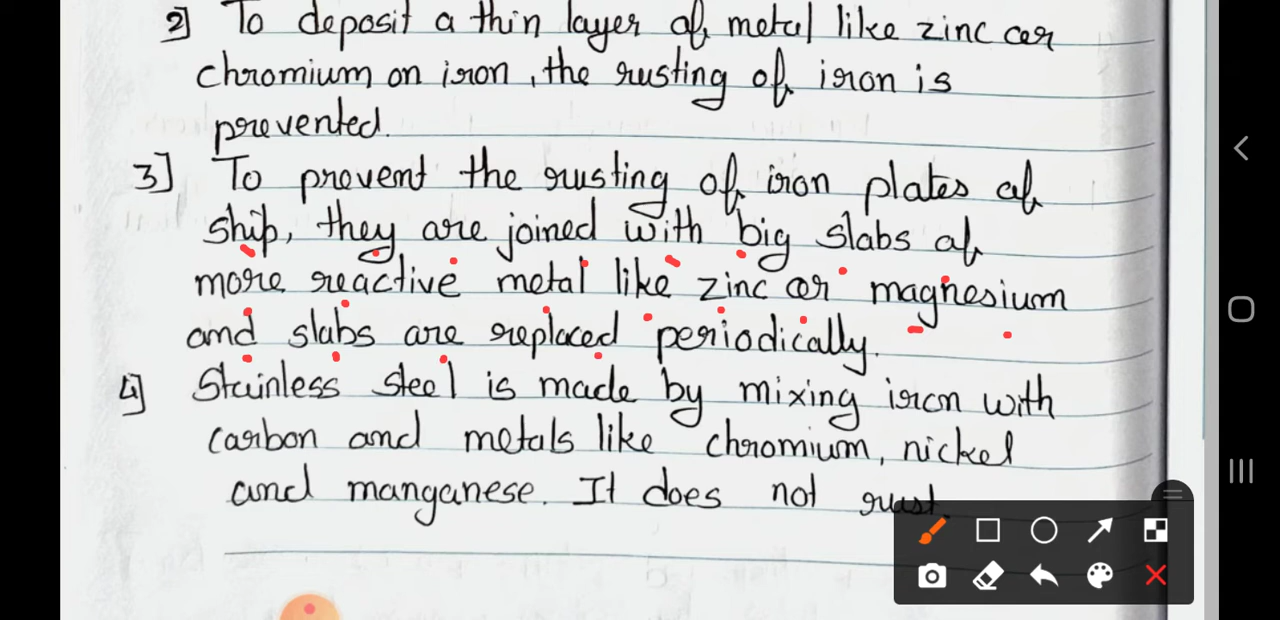 2] To deposit a thin layer of metal like zinc or
chromium on iron, the rusting of iron is
prevented.
3] To prevent the rusting of iron plates of
ship, they are joined with big slabs of
more reactive metal like zinc or magnesium
and slabs are replaced periodically.
4] Stainless steel is made by mixing iron with
carbon and metals like chromium, nickel
and manganese. It does not rust.